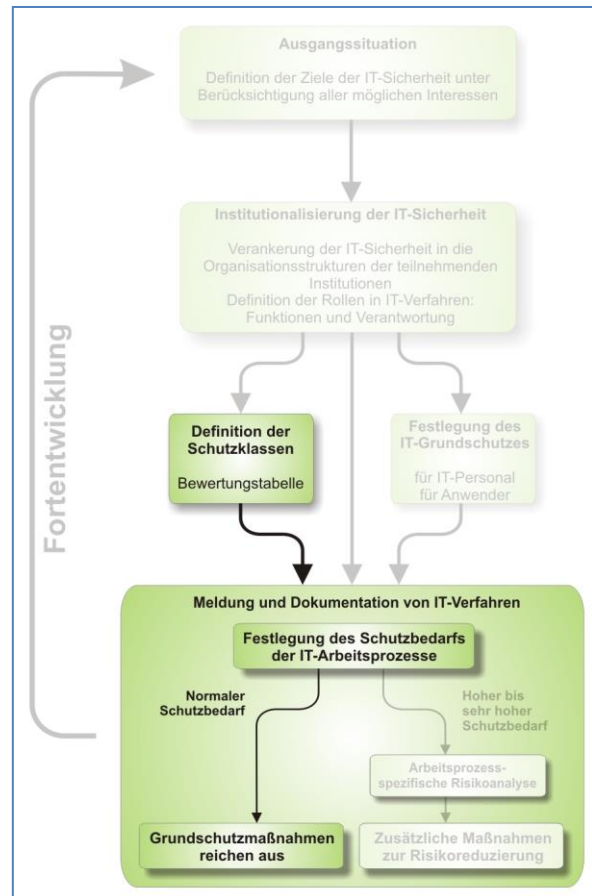 Ausgangssituation
Definition der Ziele der IT-Sicherheit unter
Berücksichtigung aller möglichen Interessen
Institutionalisierung der IT-Sicherheit
Verankerung der IT-Sicherheit in die
Organisationsstrukturen der teilnehmenden
Institutionen
Definition der Rollen in IT-Verfahren:
Funktionen und Verantwortung
Fortentwicklung
Definition der
Schutzklassen
Bewertungstabelle
Festlegung des
IT-Grundschutzes
für IT-Personal
für Anwender
Meldung und Dokumentation von IT-Verfahren
Festlegung des Schutzbedarfs
der IT-Arbeitsprozesse
Normaler
Schutzbedarf
Hoher bis
sehr hoher
Schutzbedarf
Arbeitsprozess-
spezifische Risikoanalyse
Grundschutzmaßnahmen
reichen aus
Zusätzliche Maßnahmen
zur Risikoreduzierung